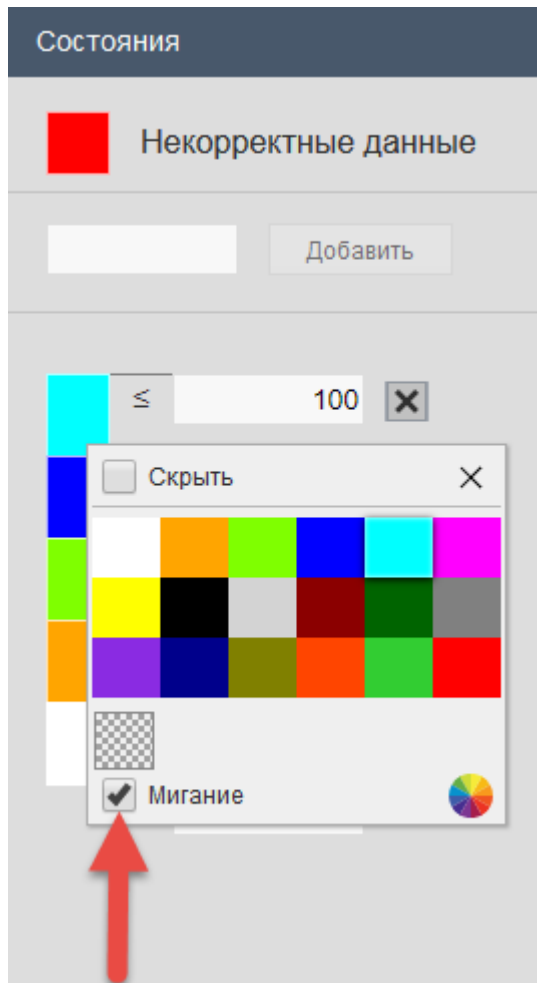 Состояния
Некорректные данные
Добавить
≤ 100
Скрыть
Мигание